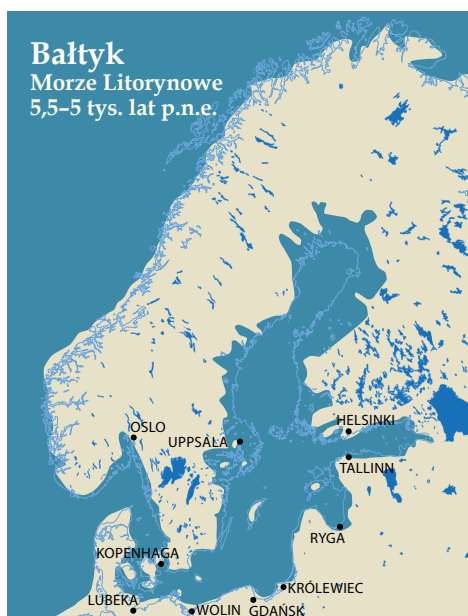 Bałtyk
Morze Litorynowe
5,5–5 tys. lat p.n.e.
HELSINKI
OSLO
UPPSALA
TALLINN
RYGA
KOPENHAGA
KRÓLEWIEC
LUBEKA
WOLIN
GDAŃSK